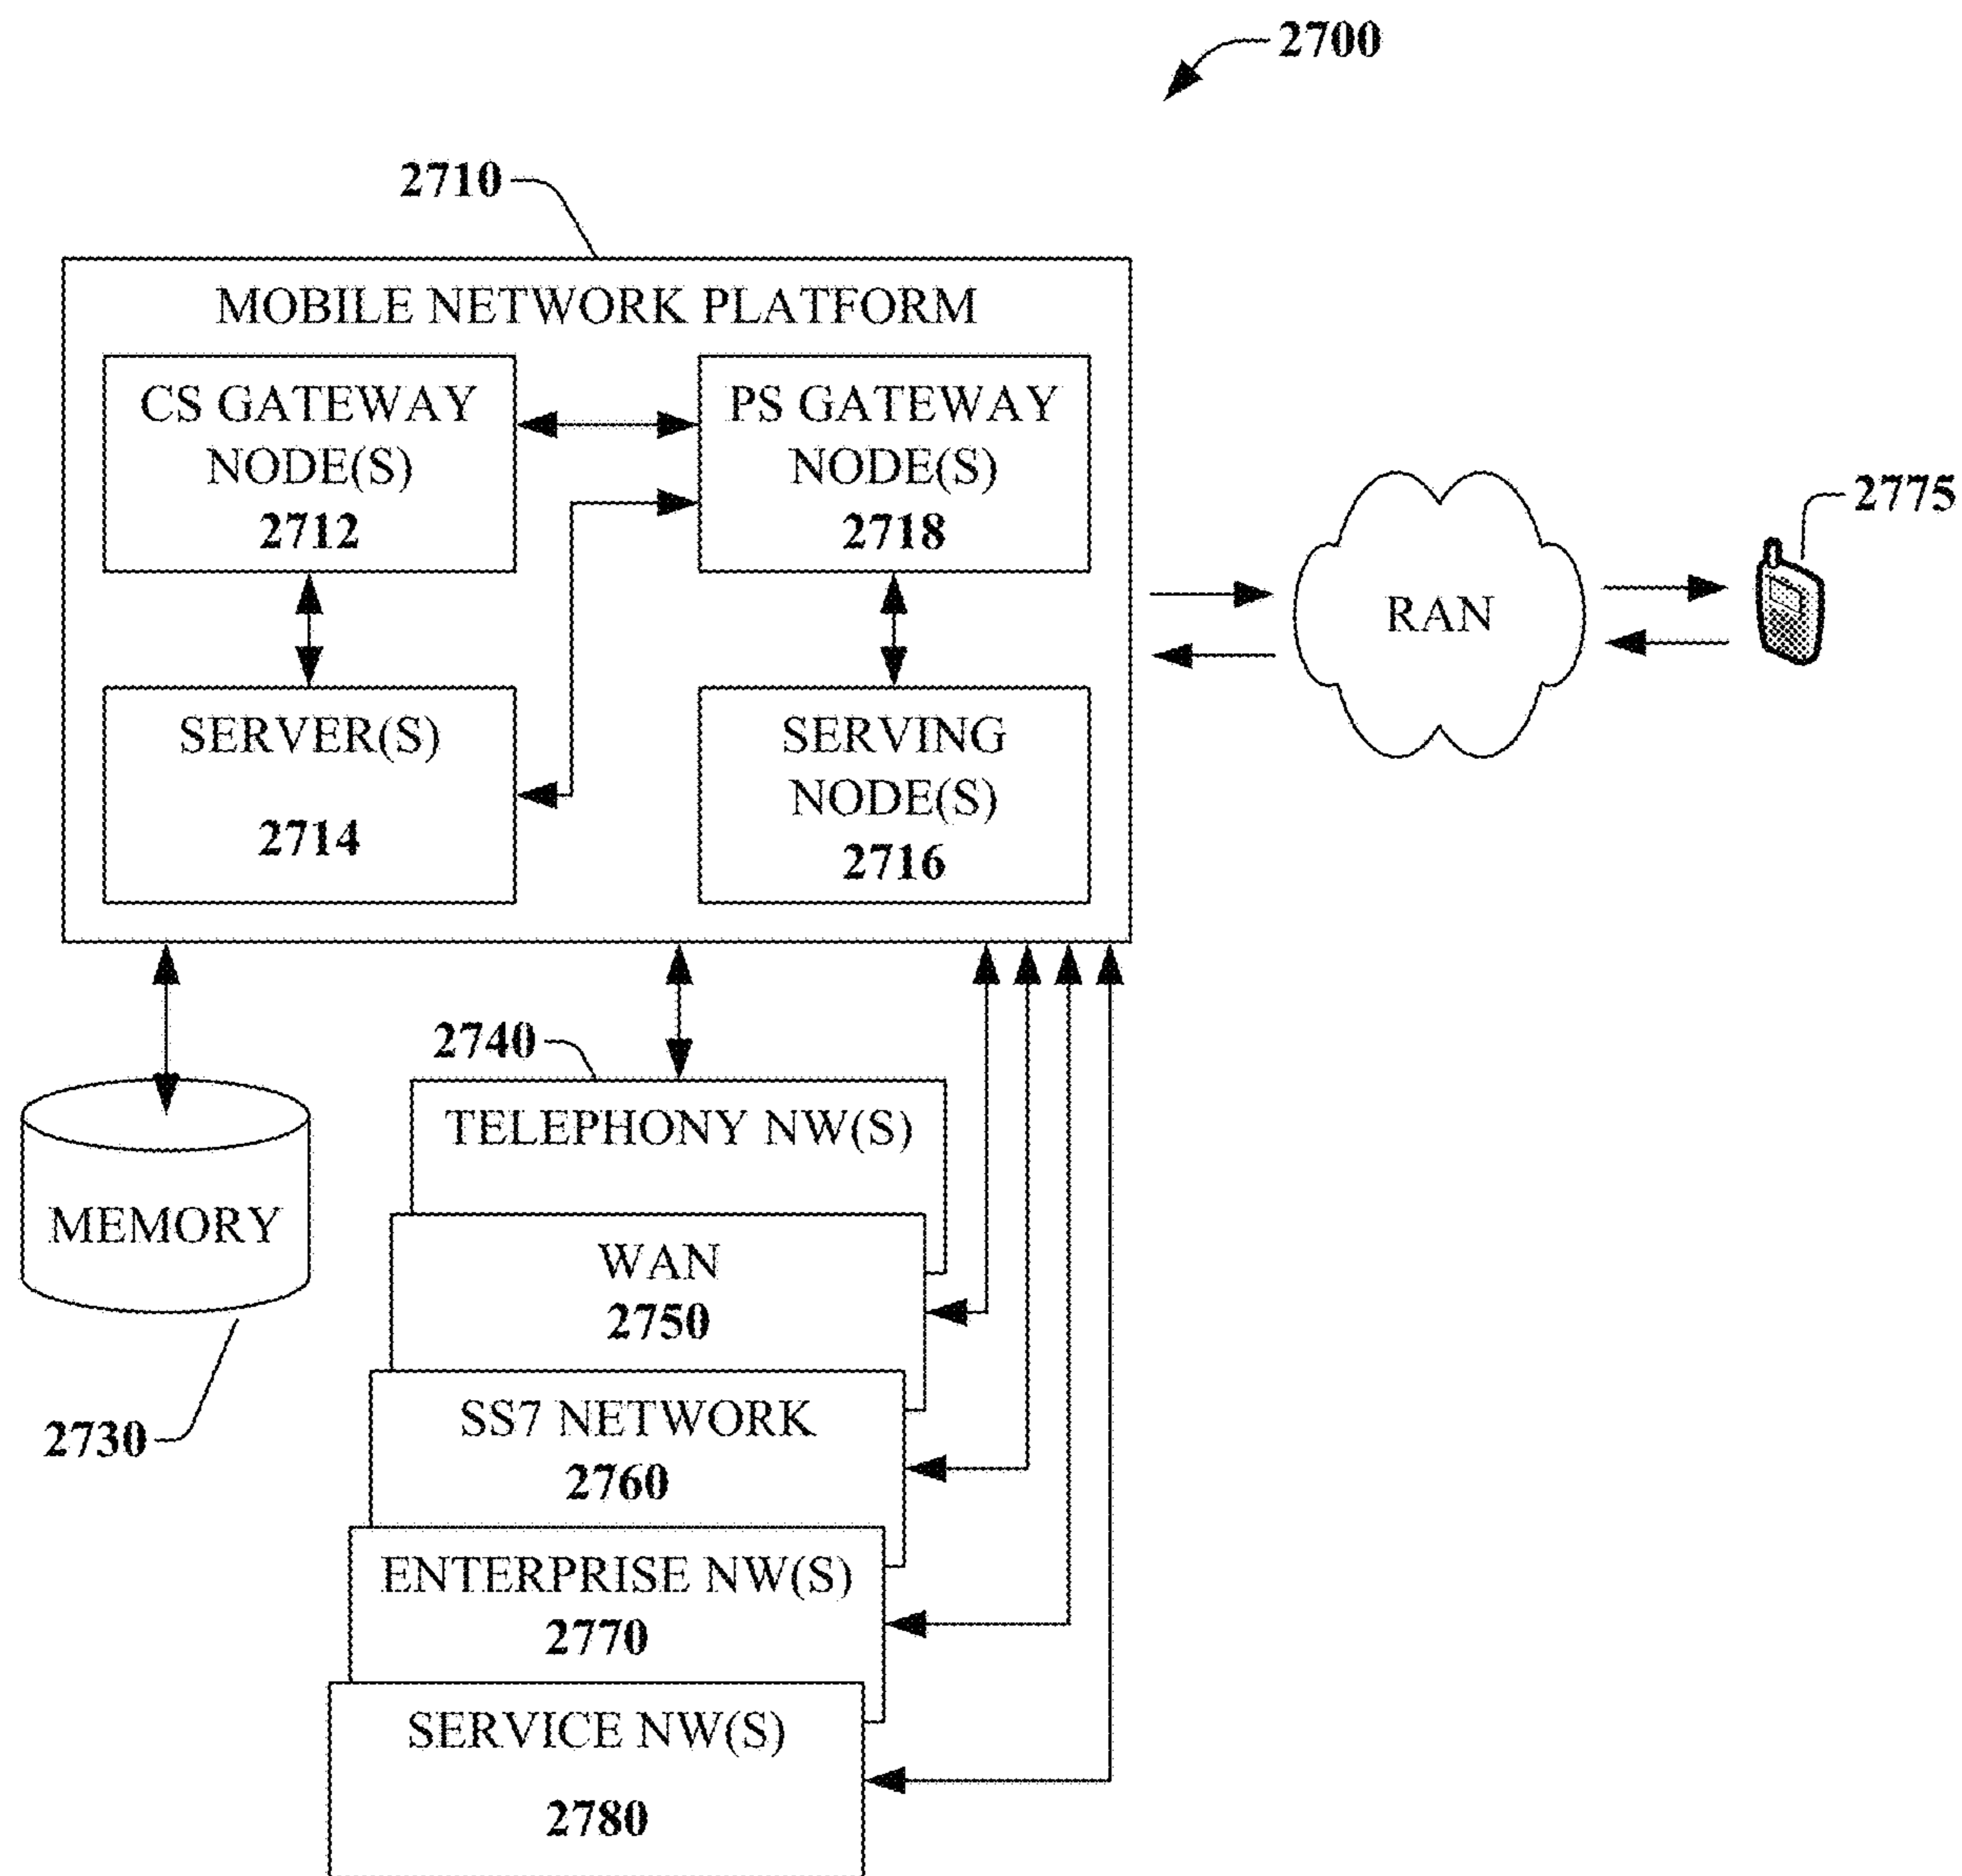 2700
2710
MOBILE NETWORK PLATFORM
CS GATEWAY
NODE(S)
2712
PS GATEWAY
NODE(S)
2718
SERVER(S)
2714
SERVING
NODE(S)
2716
RAN
2775
2740
TELEPHONY NW(S)
MEMORY
2730
WAN
2750
SS7 NETWORK
2760
ENTERPRISE NW(S)
2770
SERVICE NW(S)
2780